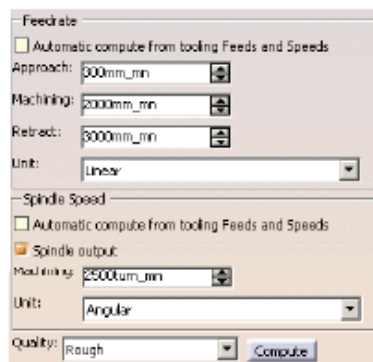 Feedrate
Automatic compute from tooling Feeds and Speeds
Approach: 300mm_mn
Machining: 2000mm_mn
Retract: 3000mm_mn
Unit: Linear
Spindle Speed
Automatic compute from tooling Feeds and Speeds
Spindle output
Machining: 2500turn_mn
Unit: Angular
Quality: Rough Compute